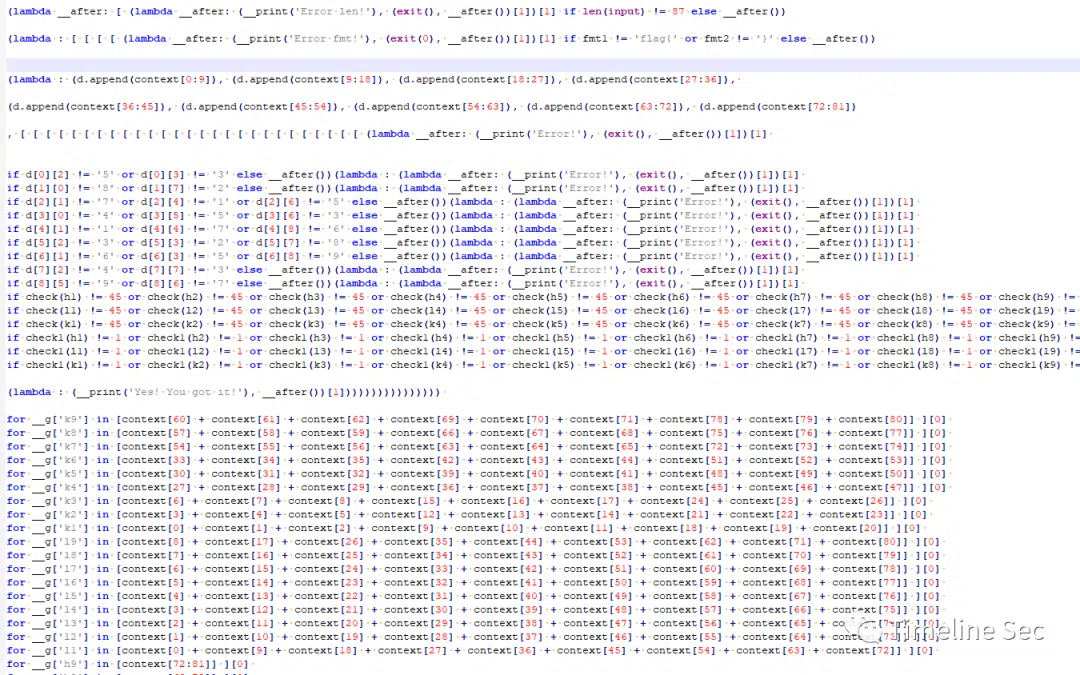 (lambda __after: [ (lambda __after: (__print('Error len!'), (exit(), __after())[1])[1] if len(input) != 87 else __after())
(lambda : [ [ [ [ (lambda __after: (__print('Error fmt!'), (exit(0), __after())[1])[1] if fmt1 != 'flag{' or fmt2 != '}' else __after())
(lambda : (d.append(context[0:9]), (d.append(context[9:18]), (d.append(context[18:27]), (d.append(context[27:36]),
(d.append(context[36:45]), (d.append(context[45:54]), (d.append(context[54:63]), (d.append(context[63:72]), (d.append(context[72:81])
, [ [ [ [ [ [ [ [ [ [ [ [ [ [ [ [ [ [ [ [ [ [ [ [ [ [ [ [ (lambda __after: (__print('Error!'), (exit(), __after())[1])[1]
if d[0][2] != '5' or d[0][3] != '3' else __after())(lambda : (lambda __after: (__print('Error!'), (exit(), __after())[1])[1]
if d[1][0] != '8' or d[1][7] != '2' else __after())(lambda : (lambda __after: (__print('Error!'), (exit(), __after())[1])[1]
if d[2][1] != '7' or d[2][4] != '1' or d[2][6] != '5' else __after())(lambda : (lambda __after: (__print('Error!'), (exit(), __after())[1])[1]
if d[3][0] != '4' or d[3][5] != '5' or d[3][6] != '3' else __after())(lambda : (lambda __after: (__print('Error!'), (exit(), __after())[1])[1]
if d[4][1] != '1' or d[4][4] != '7' or d[4][8] != '6' else __after())(lambda : (lambda __after: (__print('Error!'), (exit(), __after())[1])[1]
if d[5][2] != '3' or d[5][3] != '2' or d[5][7] != '8' else __after())(lambda : (lambda __after: (__print('Error!'), (exit(), __after())[1])[1]
if d[6][1] != '6' or d[6][3] != '5' or d[6][8] != '9' else __after())(lambda : (lambda __after: (__print('Error!'), (exit(), __after())[1])[1]
if d[7][2] != '4' or d[7][7] != '3' else __after())(lambda : (lambda __after: (__print('Error!'), (exit(), __after())[1])[1]
if d[8][5] != '9' or d[8][6] != '7' else __after())(lambda : (lambda __after: (__print('Error!'), (exit(), __after())[1])[1]
if check(h1) != 45 or check(h2) != 45 or check(h3) != 45 or check(h4) != 45 or check(h5) != 45 or check(h6) != 45 or check(h7) != 45 or check(h8) != 45 or check(h9) !=
if check(l1) != 45 or check(l2) != 45 or check(l3) != 45 or check(l4) != 45 or check(l5) != 45 or check(l6) != 45 or check(l7) != 45 or check(l8) != 45 or check(l9) !=
if check(k1) != 45 or check(k2) != 45 or check(k3) != 45 or check(k4) != 45 or check(k5) != 45 or check(k6) != 45 or check(k7) != 45 or check(k8) != 45 or check(k9) !=
if check1(h1) != 1 or check1(h2) != 1 or check1(h3) != 1 or check1(h4) != 1 or check1(h5) != 1 or check1(h6) != 1 or check1(h7) != 1 or check1(h8) != 1 or check1(h9) !=
if check1(l1) != 1 or check1(l2) != 1 or check1(l3) != 1 or check1(l4) != 1 or check1(l5) != 1 or check1(l6) != 1 or check1(l7) != 1 or check1(l8) != 1 or check1(l9) !=
if check1(k1) != 1 or check1(k2) != 1 or check1(k3) != 1 or check1(k4) != 1 or check1(k5) != 1 or check1(k6) != 1 or check1(k7) != 1 or check1(k8) != 1 or check1(k9) !=
(lambda : (__print('Yes! You got it!'), __after())[1])))))))))))))))
for __g['k9'] in [context[60] + context[61] + context[62] + context[69] + context[70] + context[71] + context[78] + context[79] + context[80]] ][0]
for __g['k8'] in [context[57] + context[58] + context[59] + context[66] + context[67] + context[68] + context[75] + context[76] + context[77]] ][0]
for __g['k7'] in [context[54] + context[55] + context[56] + context[63] + context[64] + context[65] + context[72] + context[73] + context[74]] ][0]
for __g['k6'] in [context[33] + context[34] + context[35] + context[42] + context[43] + context[44] + context[51] + context[52] + context[53]] ][0]
for __g['k5'] in [context[30] + context[31] + context[32] + context[39] + context[40] + context[41] + context[48] + context[49] + context[50]] ][0]
for __g['k4'] in [context[27] + context[28] + context[29] + context[36] + context[37] + context[38] + context[45] + context[46] + context[47]] ][0]
for __g['k3'] in [context[6] + context[7] + context[8] + context[15] + context[16] + context[17] + context[24] + context[25] + context[26]] ][0]
for __g['k2'] in [context[3] + context[4] + context[5] + context[12] + context[13] + context[14] + context[21] + context[22] + context[23]] ][0]
for __g['k1'] in [context[0] + context[1] + context[2] + context[9] + context[10] + context[11] + context[18] + context[19] + context[20]] ][0]
for __g['l9'] in [context[8] + context[17] + context[26] + context[35] + context[44] + context[53] + context[62] + context[71] + context[80]] ][0]
for __g['l8'] in [context[7] + context[16] + context[25] + context[34] + context[43] + context[52] + context[61] + context[70] + context[79]] ][0]
for __g['l7'] in [context[6] + context[15] + context[24] + context[33] + context[42] + context[51] + context[60] + context[69] + context[78]] ][0]
for __g['l6'] in [context[5] + context[14] + context[23] + context[32] + context[41] + context[50] + context[59] + context[68] + context[77]] ][0]
for __g['l5'] in [context[4] + context[13] + context[22] + context[31] + context[40] + context[49] + context[58] + context[67] + context[76]] ][0]
for __g['l4'] in [context[3] + context[12] + context[21] + context[30] + context[39] + context[48] + context[57] + context[66] + context[75]] ][0]
for __g['l3'] in [context[2] + context[11] + context[20] + context[29] + context[38] + context[47] + context[56] + context[65] +
for __g['l2'] in [context[1] + context[10] + context[19] + context[28] + context[37] + context[46] + context[55] + context[64] +
Timeline Sec
for __g['l1'] in [context[0] + context[9] + context[18] + context[27] + context[36] + context[45] + context[54] + context[63] + context[72]] ][0]
for __g['h9'] in [context[72:81]] ][0]